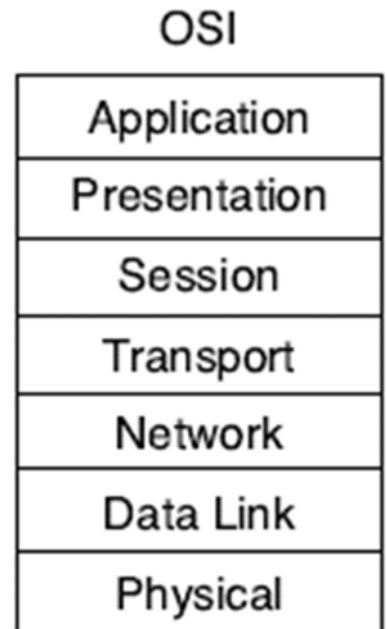 OSI
Application
Presentation
Session
Transport
Network
Data Link
Physical